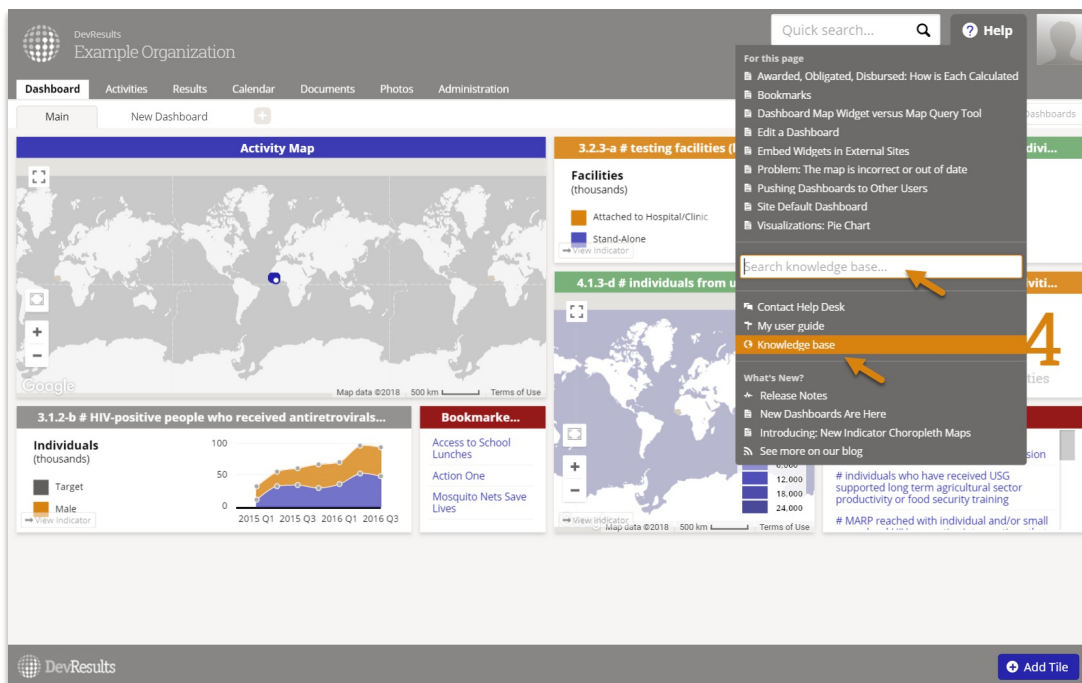 DevResults
Example Organization
Quick search...
Help
Dashboard Activities Results Calendar Documents Photos Administration
Main New Dashboard
Dashboards
For this page
Awarded, Obligated, Disbursed: How is Each Calculated
Bookmarks
Dashboard Map Widget versus Map Query Tool
Edit a Dashboard
Embed Widgets in External Sites
Problem: The map is incorrect or out of date
Pushing Dashboards to Other Users
Site Default Dashboard
Visualizations: Pie Chart
Search knowledge base...
Contact Help Desk
My user guide
Knowledge base
What's New?
Release Notes
New Dashboards Are Here
Introducing: New Indicator Choropleth Maps
See more on our blog
Activity Map
Google
Map data ©2018 500 km Terms of Use
3.2.3-a # testing facilities (
Facilities
(thousands)
Attached to Hospital/Clinic
Stand-Alone
View Indicator
divi...
4.1.3-d # individuals from u
12,000
18,000
24,000
View Indicator
Map data ©2018 500 km Terms of Use
viti...
4
ties
3.1.2-b # HIV-positive people who received antiretrovirals...
Individuals
(thousands)
Target
Male
View Indicator
100
50
0
2015 Q1 2015 Q3 2016 Q1 2016 Q3
Bookmarke...
Access to School
Lunches
Action One
Mosquito Nets Save
Lives
sion
# individuals who have received USG
supported long term agricultural sector
productivity or food security training
# MARP reached with individual and/or small
DevResults
Add Tile